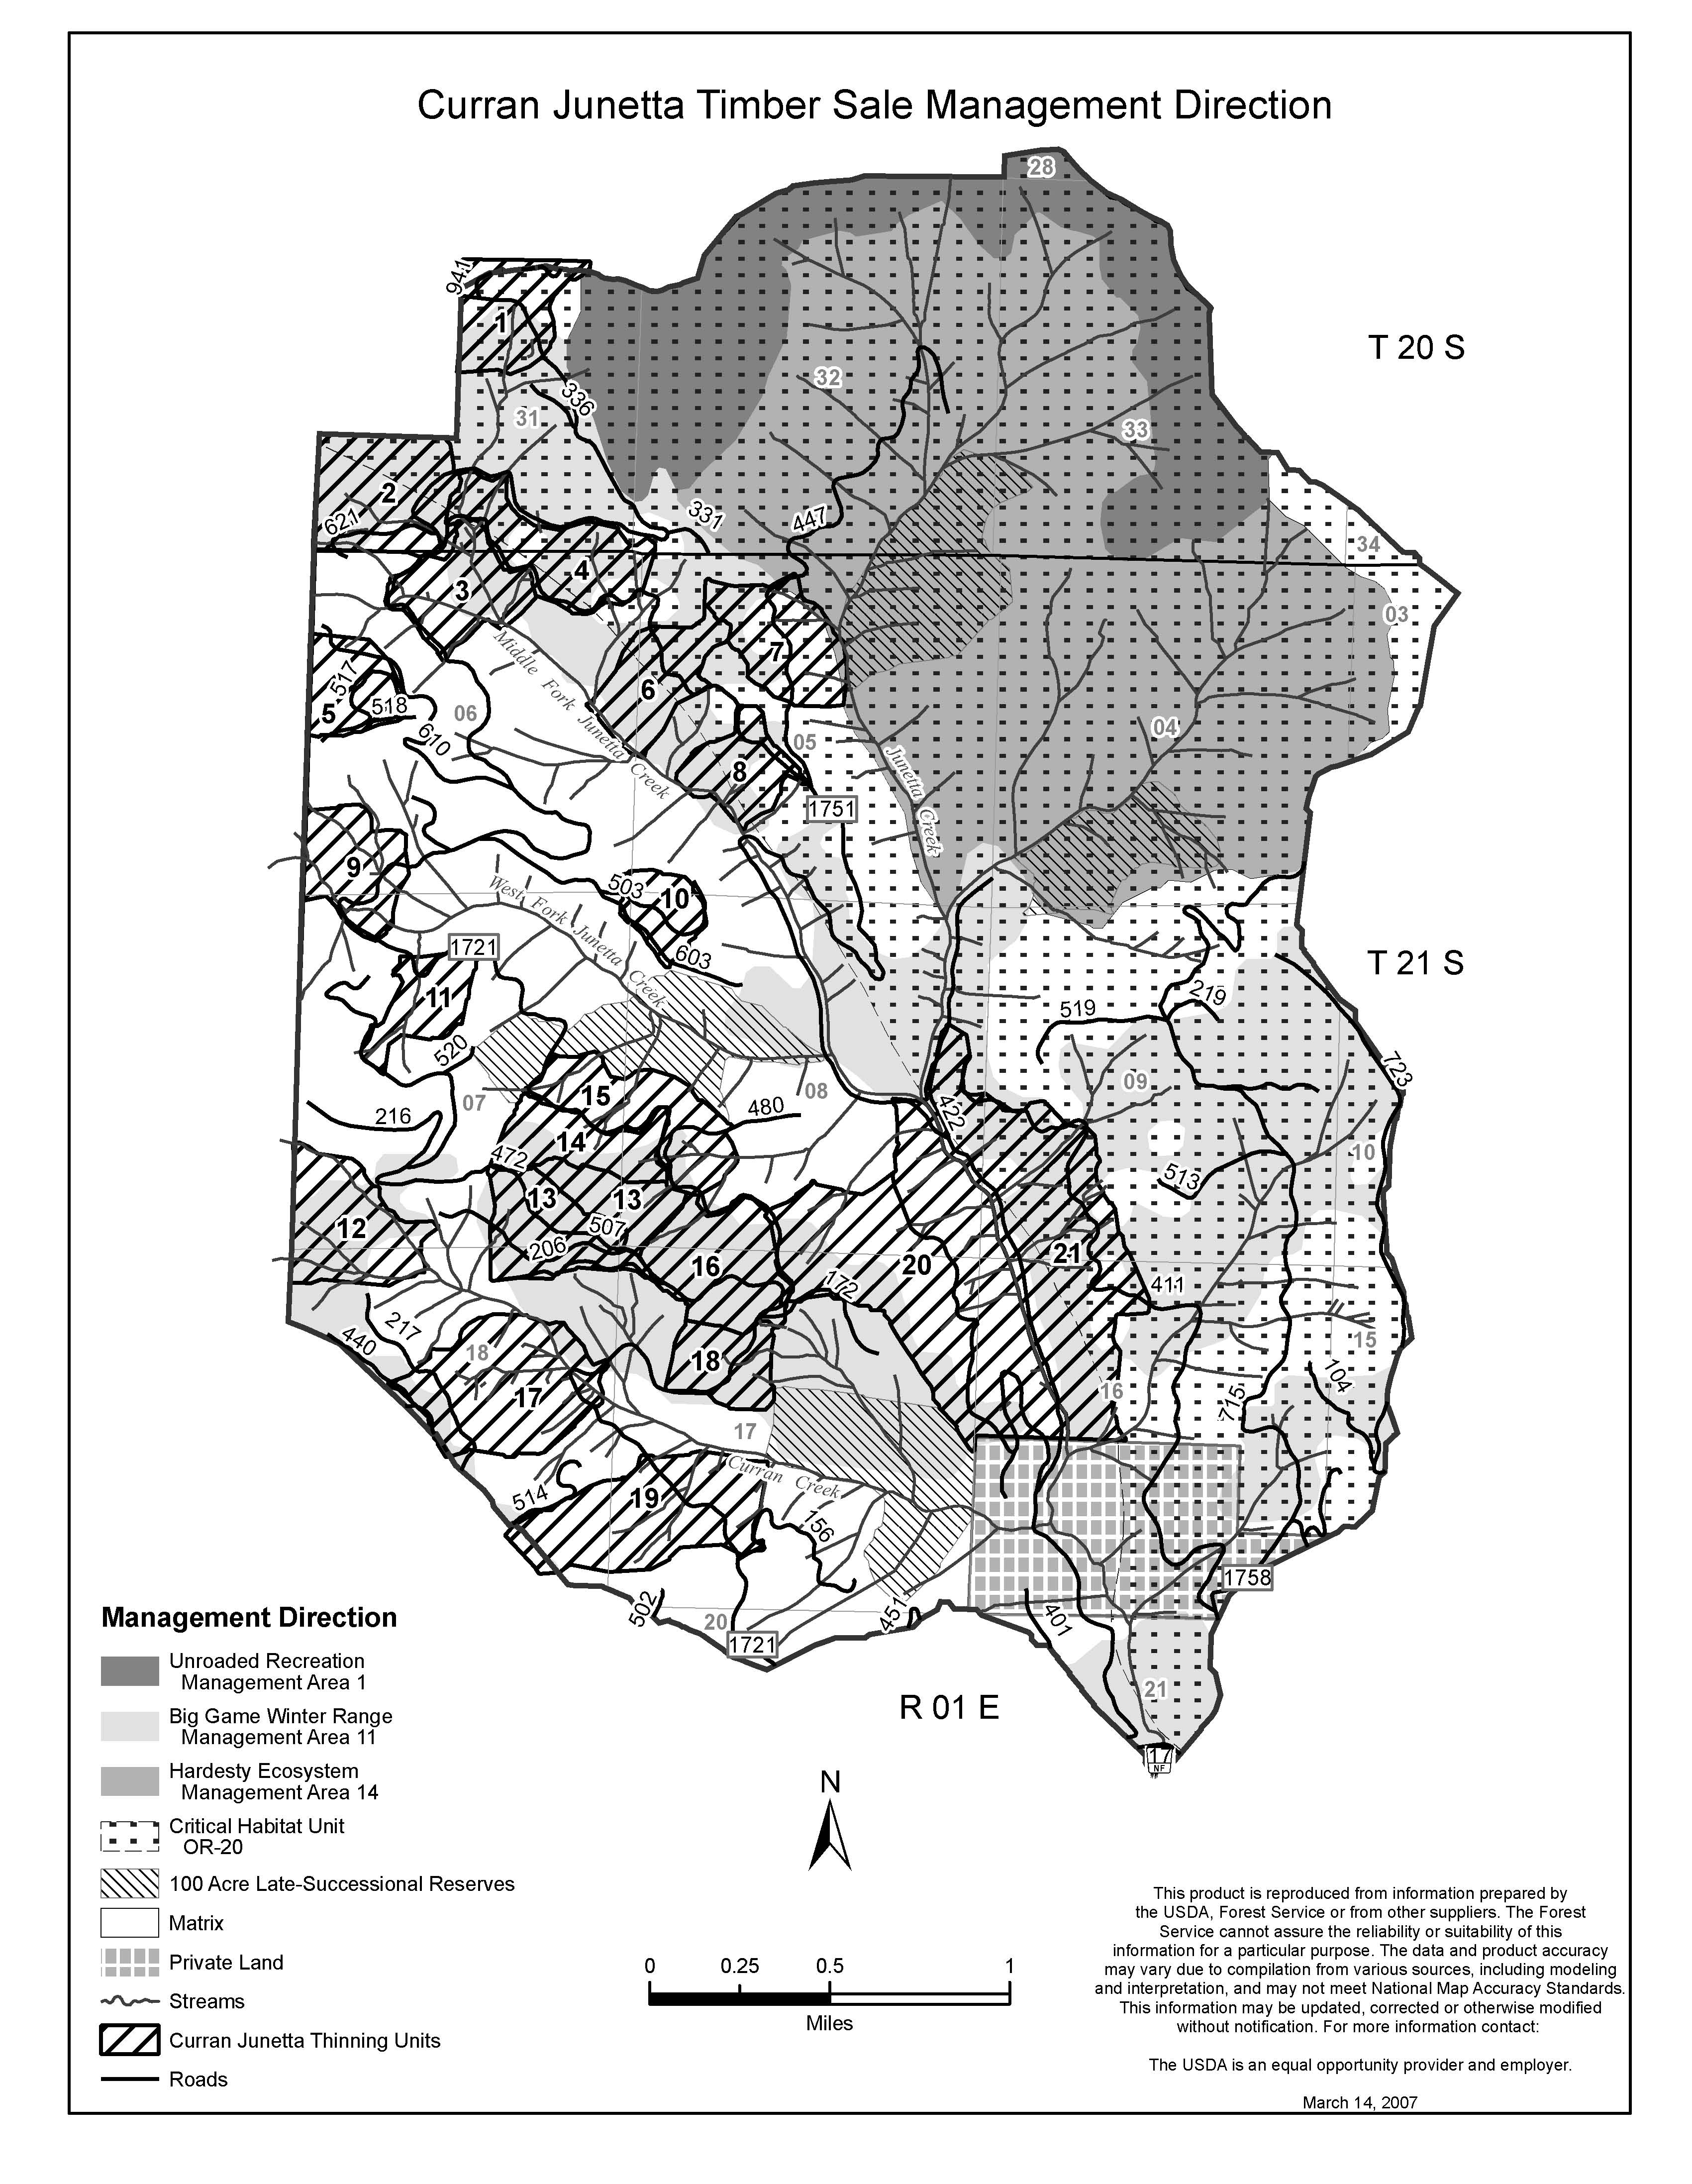 Curran Junetta Timber Sale Management Direction
28
941
1
T 20 S
32
336
31
33
2
621
331
447
34
4
3
03
Middle Fork Junetta Creek
7
6
517
5
518
06
610
04
05
8
Junetta Creek
1751
9
West Fork Junetta Creek
503
10
1721
603
T 21 S
11
219
519
520
723
09
15
08
07
480
216
422
14
10
472
513
13
13
12
507
206
21
20
16
172
411
217
440
15
18
18
104
17
16
715
17
Curran Creek
514
19
156
1758
502
451
401
20
1721
21
R 01 E
17
NF
Management Direction
Unroaded Recreation
Management Area 1
Big Game Winter Range
Management Area 11
Hardesty Ecosystem
Management Area 14
Critical Habitat Unit
OR-20
100 Acre Late-Successional Reserves
Matrix
Private Land
Streams
Curran Junetta Thinning Units
Roads
N
0 0.25 0.5 1
Miles
This product is reproduced from information prepared by
the USDA, Forest Service or from other suppliers. The Forest
Service cannot assure the reliability or suitability of this
information for a particular purpose. The data and product accuracy
may vary due to compilation from various sources, including modeling
and interpretation, and may not meet National Map Accuracy Standards.
This information may be updated, corrected or otherwise modified
without notification. For more information contact:
The USDA is an equal opportunity provider and employer.
March 14, 2007